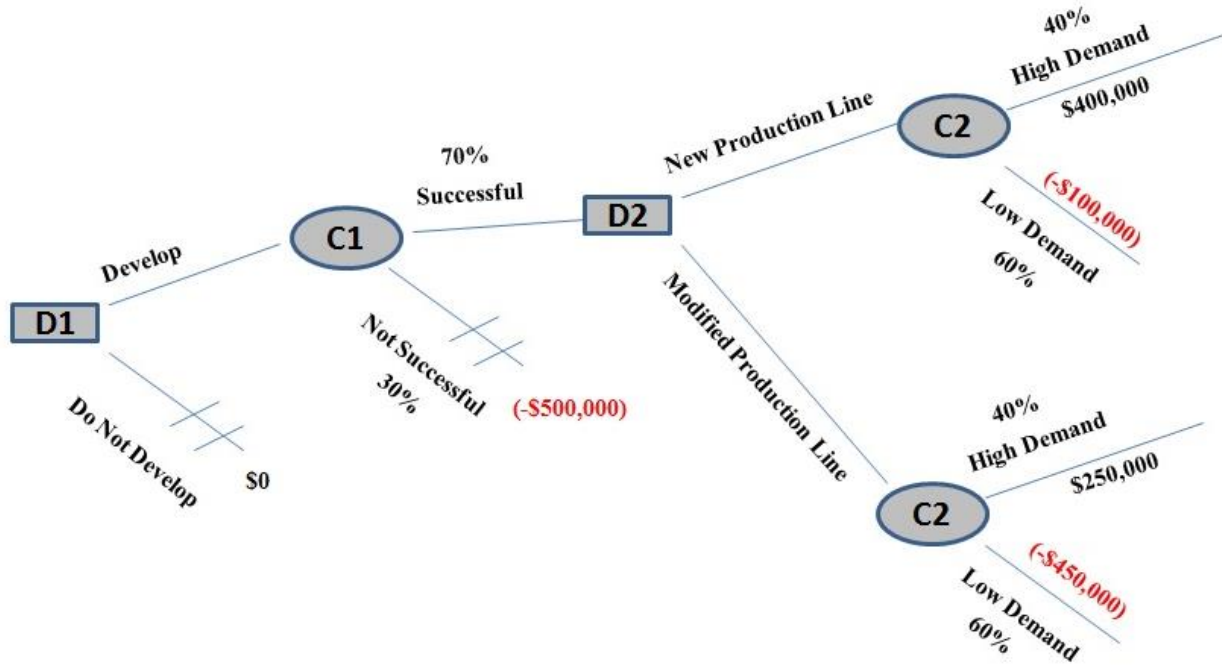 D1
Develop
Do Not Develop
$0
C1
70%
Successful
Not Successful
30%
(-$500,000)
D2
New Production Line
Modified Production Line
C2
40%
High Demand
$400,000
(-$100,000)
Low Demand
60%
C2
40%
High Demand
$250,000
(-$450,000)
Low Demand
60%